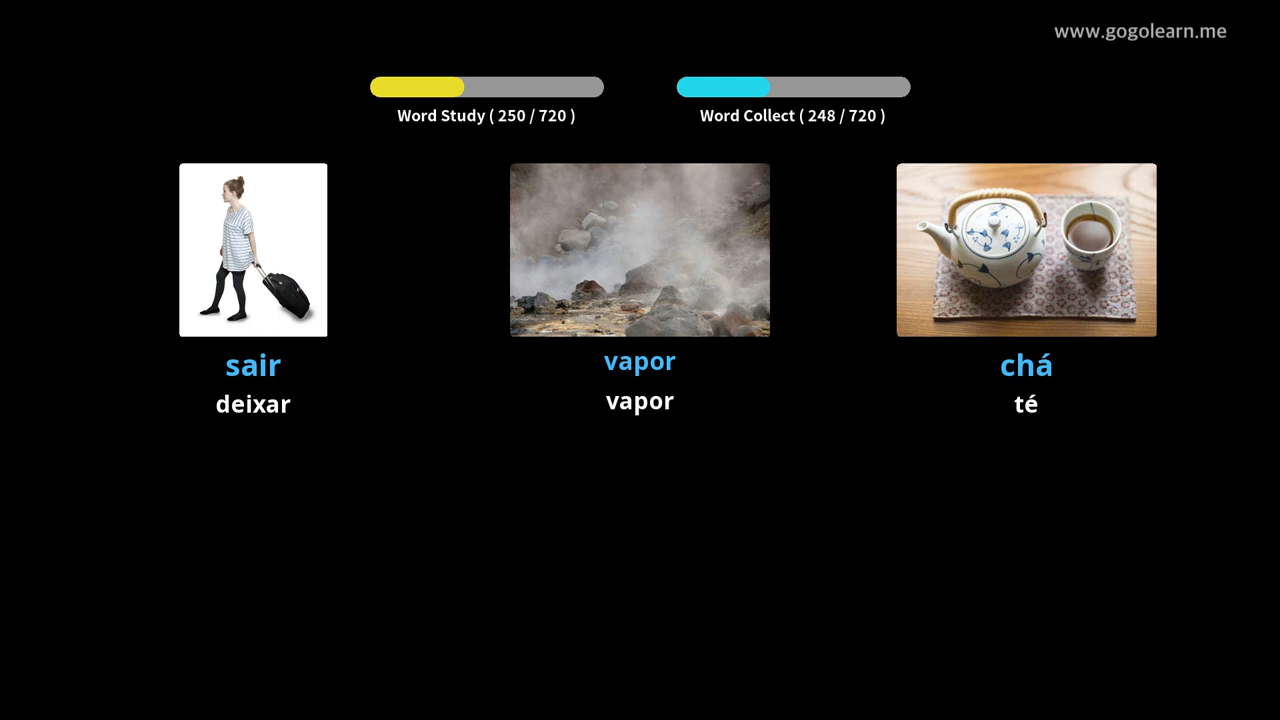 www.gogolearn.me
Word Study ( 250 / 720 )
Word Collect ( 248 / 720 )
sair
deixar
vapor
vapor
chá
té